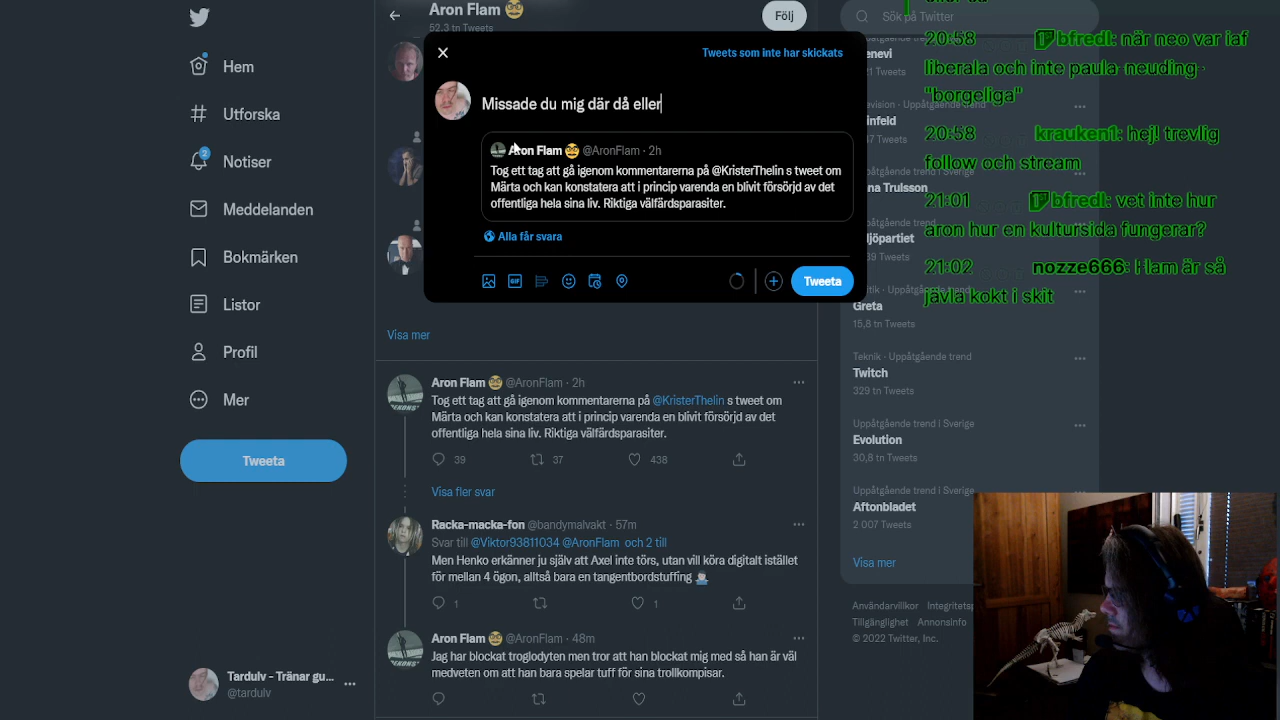 Hem
Utforska
2
Notiser
Meddelanden
Bokmärken
Listor
Profil
Mer
Tweeta
Tardulv - Tränar gu...
@tardulv
Aron Flam
52,3 tn Tweets
Följ
Tweets som inte har skickats
Missade du mig där då eller
Aron Flam @AronFlam · 2h
Tog ett tag att gå igenom kommentarerna på @KristerThelin s tweet om
Märta och kan konstatera att i princip varenda en blivit försörjd av det
offentliga hela sina liv. Riktiga välfärdsparasiter.
Alla får svara
GIF
Tweeta
Visa mer
Aron Flam @AronFlam · 2h
Tog ett tag att gå igenom kommentarerna på @KristerThelin s tweet om
Märta och kan konstatera att i princip varenda en blivit försörjd av det
offentliga hela sina liv. Riktiga välfärdsparasiter.
39 37 438
Visa fler svar
Racka-macka-fon @bandymalvakt · 57m
Svar till @Viktor93811034 @AronFlam och 2 till
Men Henko erkänner ju själv att Axel inte törs, utan vill köra digitalt istället
för mellan 4 ögon, alltså bara en tangentbordstuffing
1 1
Aron Flam @AronFlam · 48m
Jag har blockat troglodyten men tror att han blockat mig med så han är väl
medveten om att han bara spelar tuff för sina trollkompisar.
Sök på Twitter
enevi
Tweets
evision · Uppåtgående trend
infeld
Tweets
Uppåtgående trend i Sverige
na Trulsson
Tweets
Uppåtgående trend i Sverige
ljöpartiet
Tweets
Uppåtgående trend
Greta
15,8 tn Tweets
Teknik · Uppåtgående trend
Twitch
329 tn Tweets
Uppåtgående trend i Sverige
Evolution
30,8 tn Tweets
Uppåtgående trend i Sverige
Aftonbladet
2 007 Tweets
Visa mer
Användarvillkor Integritetsp
Tillgänglighet Annonsinfo
© 2022 Twitter, Inc.
20:58 bfredl: när neo var iaf
liberala och inte paula-neuding-
"borgeliga"
20:58 krauken1: hej! trevlig
follow och stream
21:01 bfredl: vet inte hur
aron hur en kultursida fungerar?
21:02 nozze666: Flam är så
jävla kokt i skit